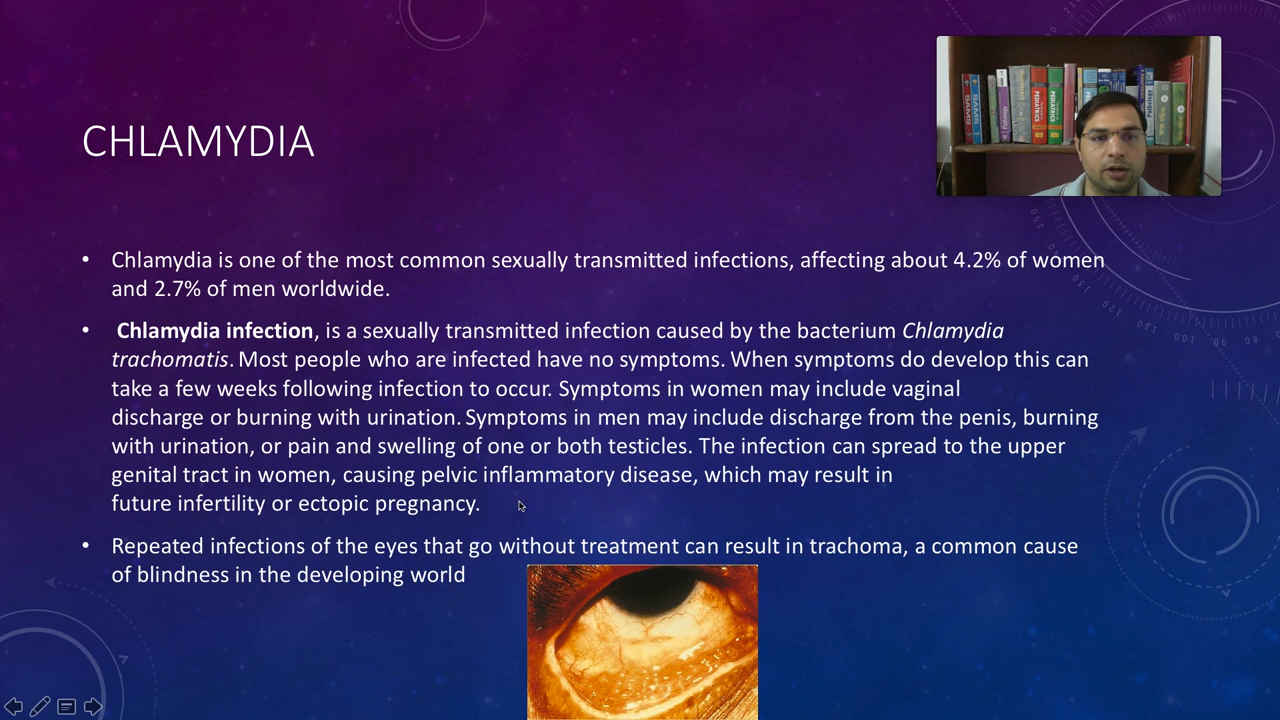 CHLAMYDIA
SAMS
SAMS
PEDIATRICS
PEDIATRICS
Pathology
• Chlamydia is one of the most common sexually transmitted infections, affecting about 4.2% of women
and 2.7% of men worldwide.
• Chlamydia infection, is a sexually transmitted infection caused by the bacterium Chlamydia
trachomatis. Most people who are infected have no symptoms. When symptoms do develop this can
take a few weeks following infection to occur. Symptoms in women may include vaginal
discharge or burning with urination. Symptoms in men may include discharge from the penis, burning
with urination, or pain and swelling of one or both testicles. The infection can spread to the upper
genital tract in women, causing pelvic inflammatory disease, which may result in
future infertility or ectopic pregnancy.
• Repeated infections of the eyes that go without treatment can result in trachoma, a common cause
of blindness in the developing world